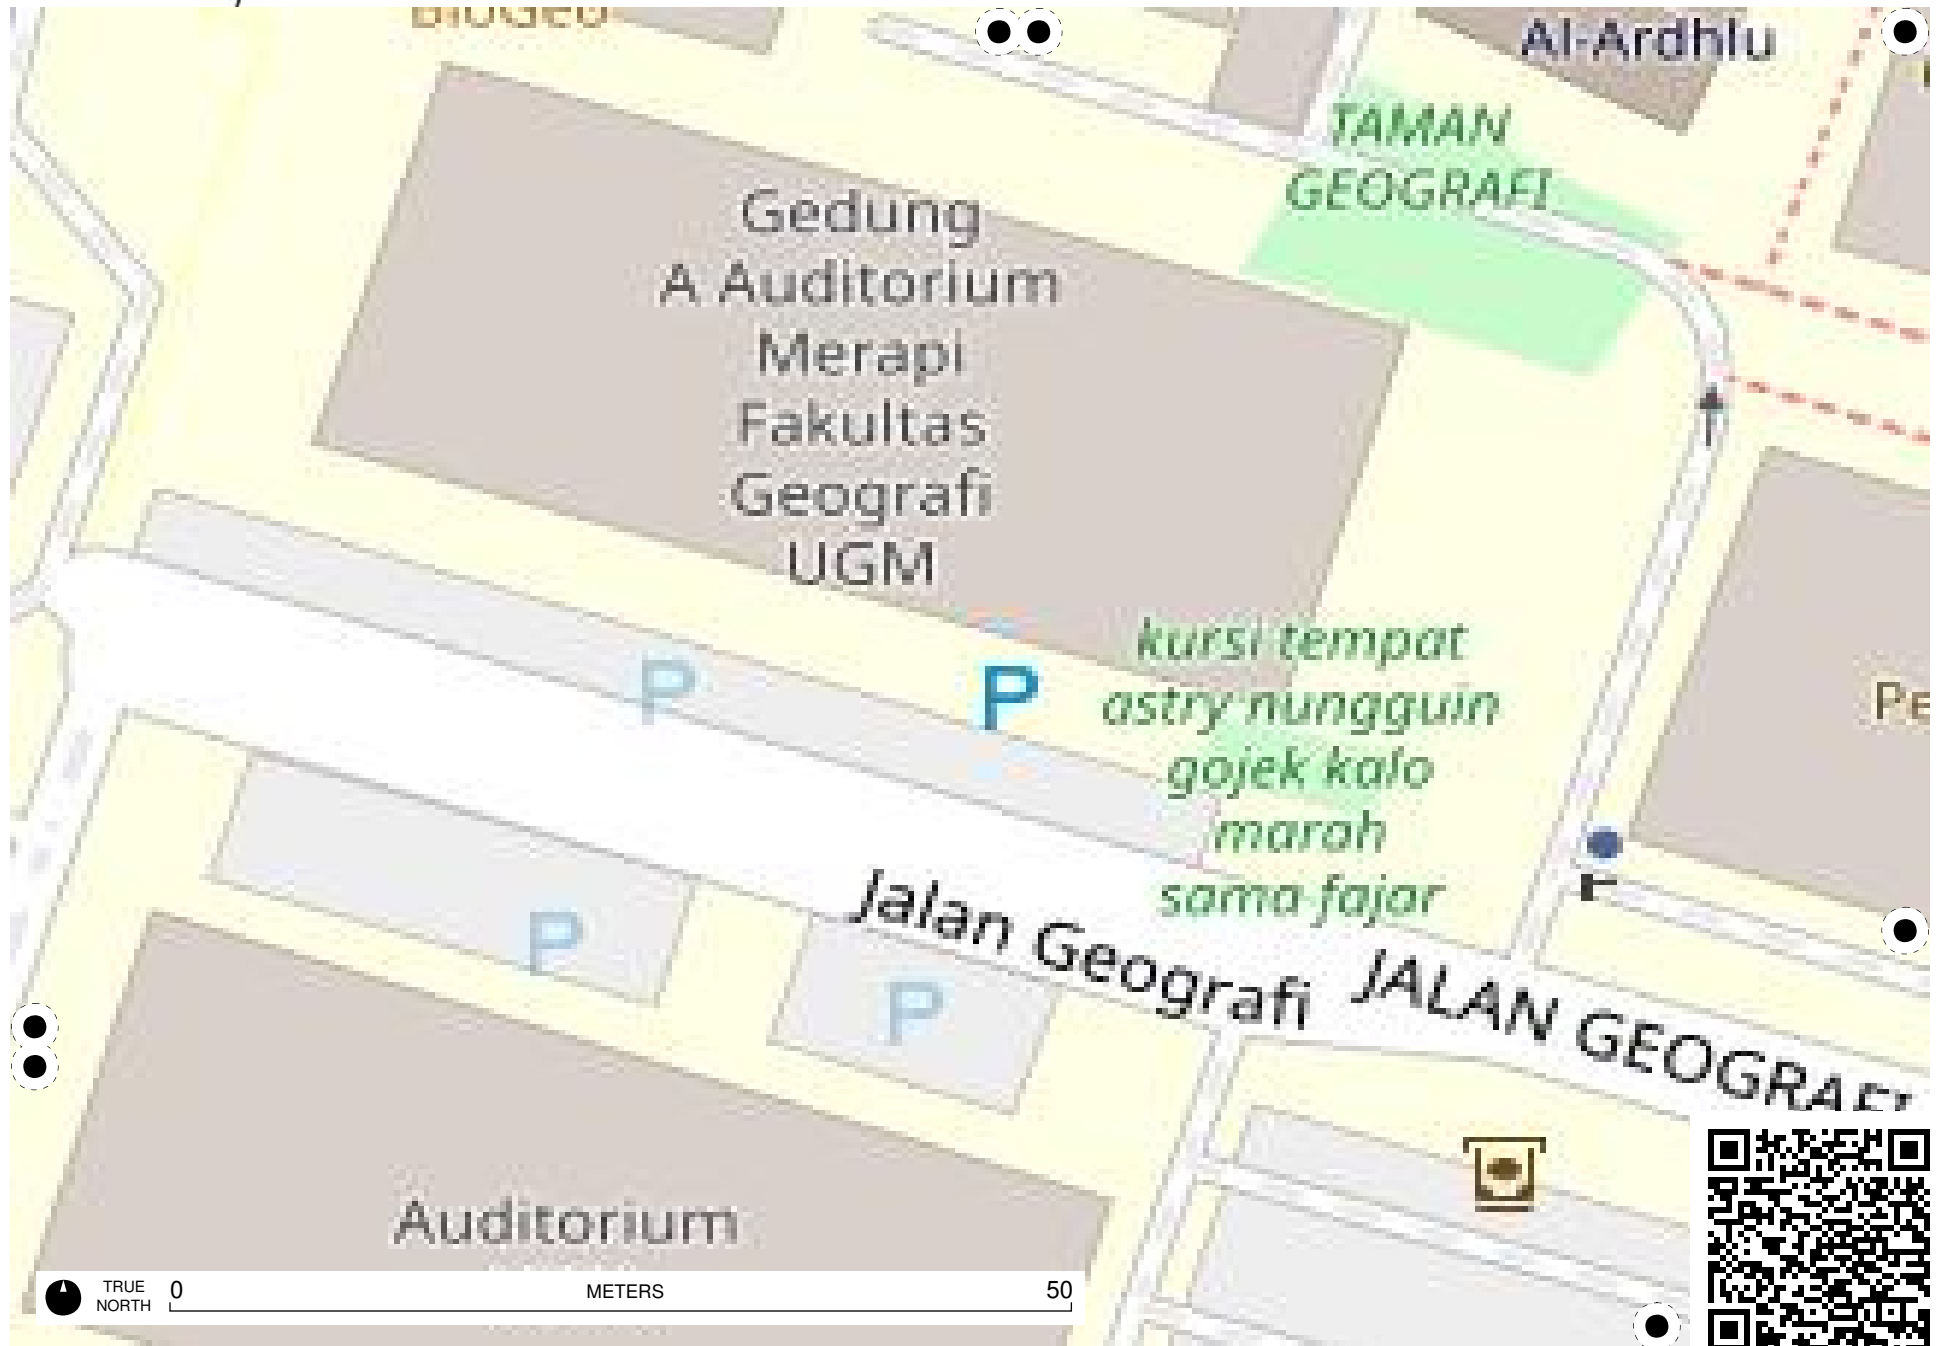 BioGeo
Al-Ardhlu
TAMAN
GEOGRAFI
Gedung
A Auditorium
Merapi
Fakultas
Geografi
UGM
kursi tempat
astry nungguin
gojek kalo
marah
sama fajar
P
P
Pe
P
P
Jalan Geografi
JALAN GEOGRAFI
Auditorium
TRUE
NORTH
0 METERS 50